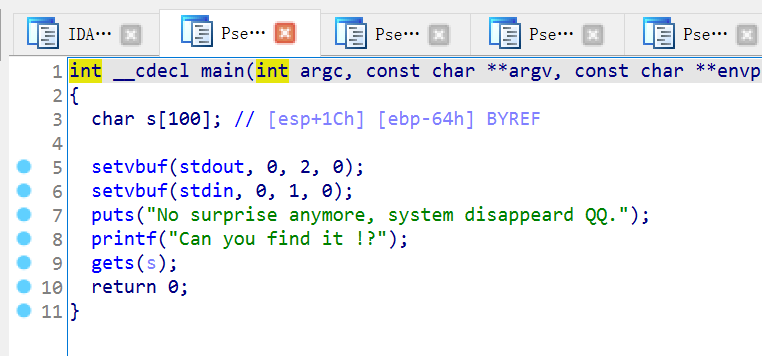 IDA… Pse… Pse… Pse… Pse…
1 int __cdecl main(int argc, const char **argv, const char **envp
2 {
3   char s[100]; // [esp+1Ch] [ebp-64h] BYREF
4
5   setvbuf(stdout, 0, 2, 0);
6   setvbuf(stdin, 0, 1, 0);
7   puts("No surprise anymore, system disappeard QQ.");
8   printf("Can you find it !?");
9   gets(s);
10   return 0;
11 }